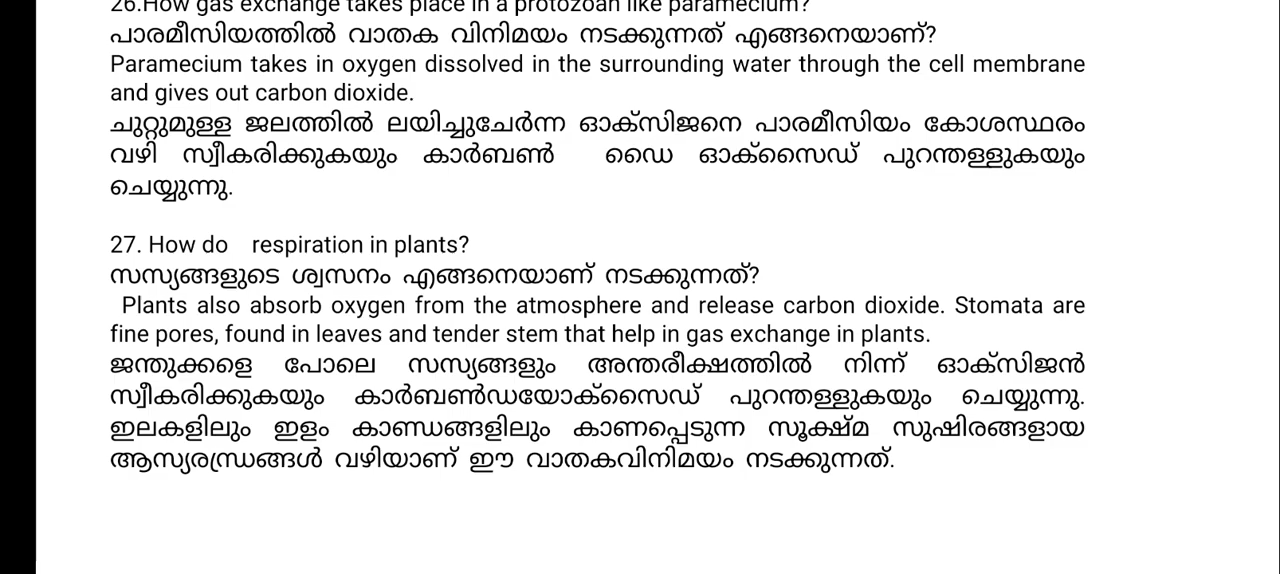 26.How gas exchange takes place in a protozoan like paramecium?
പാരമീസിയത്തിൽ വാതക വിനിമയം നടക്കുന്നത് എങ്ങനെയാണ്?
Paramecium takes in oxygen dissolved in the surrounding water through the cell membrane
and gives out carbon dioxide.
ചുറ്റുമുള്ള ജലത്തിൽ ലയിച്ചുചേർന്ന ഓക്സിജനെ പാരമീസിയം കോശസ്ഥരം
വഴി സ്വീകരിക്കുകയും കാർബൺ ഡൈ ഓക്സൈഡ് പുറന്തള്ളുകയും
ചെയ്യുന്നു.
27. How do respiration in plants?
സസ്യങ്ങളുടെ ശ്വസനം എങ്ങനെയാണ് നടക്കുന്നത്?
Plants also absorb oxygen from the atmosphere and release carbon dioxide. Stomata are
fine pores, found in leaves and tender stem that help in gas exchange in plants.
ജന്തുക്കളെ പോലെ സസ്യങ്ങളും അന്തരീക്ഷത്തിൽ നിന്ന് ഓക്സിജൻ
സ്വീകരിക്കുകയും കാർബൺഡയോക്സൈഡ് പുറന്തള്ളുകയും ചെയ്യുന്നു.
ഇലകളിലും ഇളം കാണ്ഡങ്ങളിലും കാണപ്പെടുന്ന സൂക്ഷ്മ സുഷിരങ്ങളായ
ആസ്യരന്ധ്രങ്ങൾ വഴിയാണ് ഈ വാതകവിനിമയം നടക്കുന്നത്.